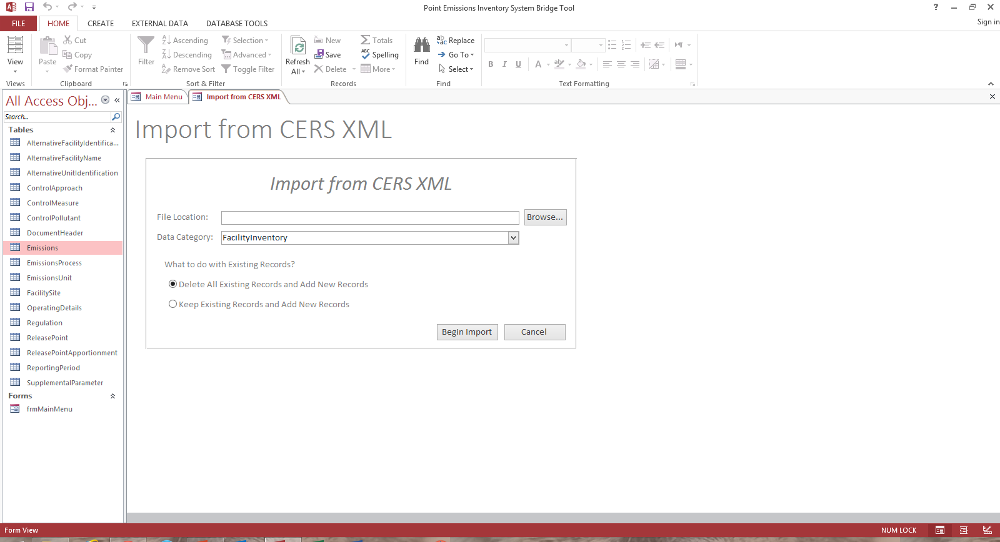 Point Emissions Inventory System Bridge Tool
?
Sign in
FILE HOME CREATE EXTERNAL DATA DATABASE TOOLS
View
Views
Paste
Cut
Copy
Format Painter
Clipboard
Filter
Ascending
Descending
Remove Sort
Selection
Advanced
Toggle Filter
Sort & Filter
Refresh
All
New
Save
Delete
Totals
Spelling
More
Records
Find
Replace
Go To
Select
Find
B I U A
Text Formatting
All Access Obj...
Search...
Tables
AlternativeFacilityIdentifica...
AlternativeFacilityName
AlternativeUnitIdentification
ControlApproach
ControlMeasure
ControlPollutant
DocumentHeader
Emissions
EmissionsProcess
EmissionsUnit
FacilitySite
OperatingDetails
Regulation
ReleasePoint
ReleasePointApportionment
ReportingPeriod
SupplementalParameter
Forms
frmMainMenu
Main Menu Import from CERS XML
Import from CERS XML
Import from CERS XML
File Location: Browse...
Data Category: FacilityInventory
What to do with Existing Records?
Delete All Existing Records and Add New Records
Keep Existing Records and Add New Records
Begin Import Cancel
Form View NUM LOCK